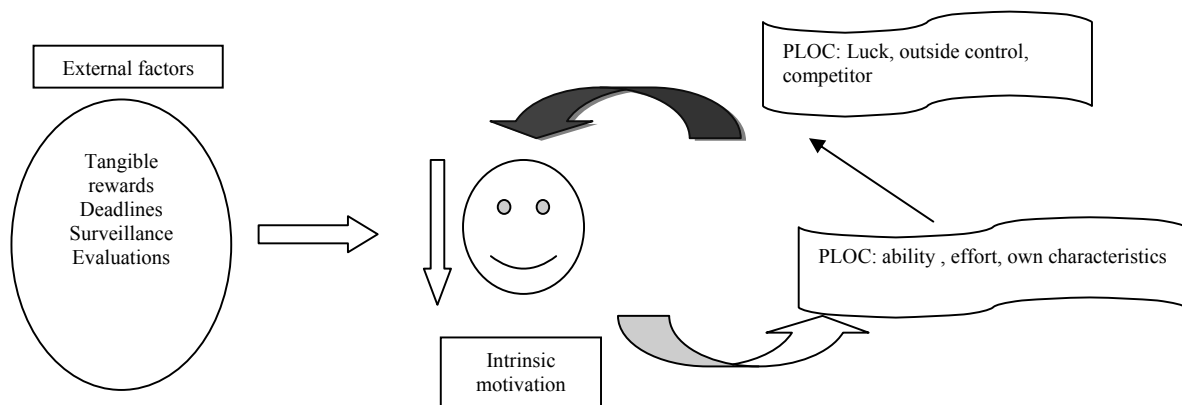 External factors
Tangible
rewards
Deadlines
Surveillance
Evaluations
Intrinsic
motivation
PLOC: Luck, outside control,
competitor
PLOC: ability , effort, own characteristics